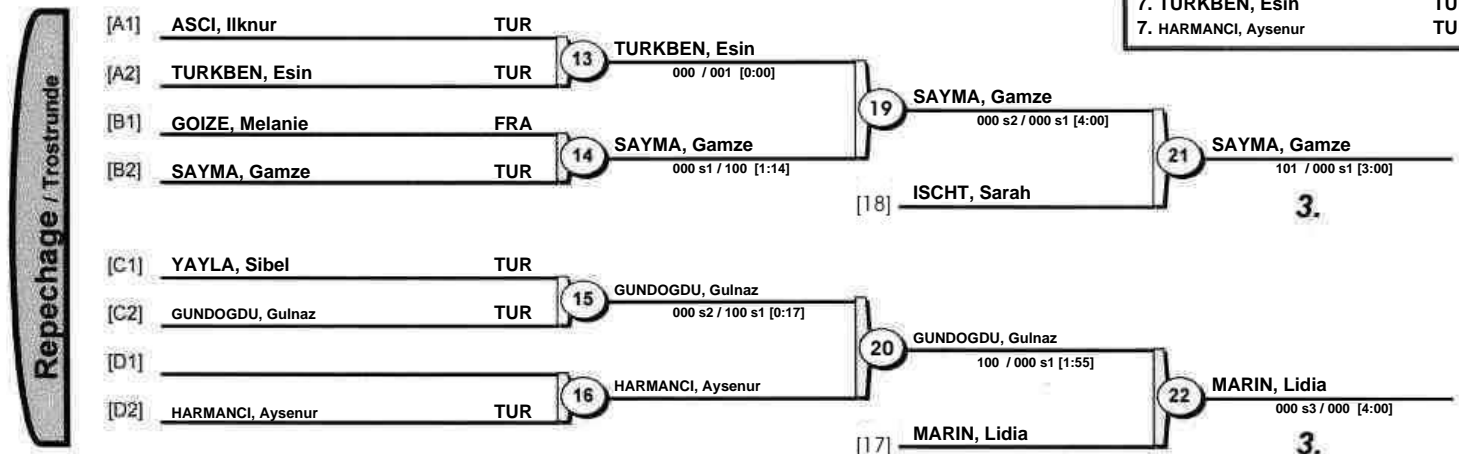 7. TURKBEN, Esin TU
7. HARMANCI, Aysenur TU
Repechage / Trostrunde
[A1] ASCI, Ilknur TUR
13 TURKBEN, Esin
000 / 001 [0:00]
[A2] TURKBEN, Esin TUR
19 SAYMA, Gamze
000 s2 / 000 s1 [4:00]
[B1] GOIZE, Melanie FRA
14 SAYMA, Gamze
000 s1 / 100 [1:14]
21 SAYMA, Gamze
101 / 000 s1 [3:00]
[B2] SAYMA, Gamze TUR
[18] ISCHT, Sarah
3.
[C1] YAYLA, Sibel TUR
15 GUNDOGDU, Gulnaz
000 s2 / 100 s1 [0:17]
[C2] GUNDOGDU, Gulnaz TUR
20 GUNDOGDU, Gulnaz
100 / 000 s1 [1:55]
[D1]
16 HARMANCI, Aysenur
22 MARIN, Lidia
000 s3 / 000 [4:00]
[D2] HARMANCI, Aysenur TUR
[17] MARIN, Lidia
3.